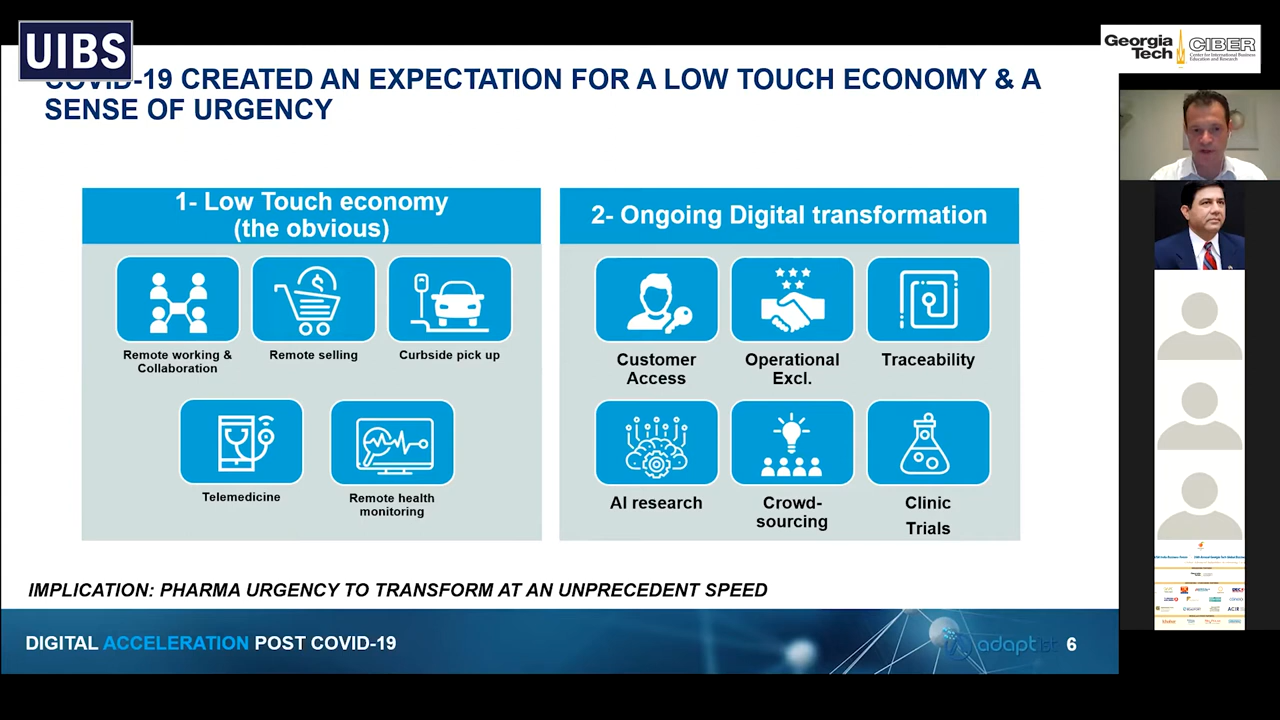 UIBS
Georgia
Tech
CIBER
Center for International Business
Education and Research
COVID-19 CREATED AN EXPECTATION FOR A LOW TOUCH ECONOMY & A
SENSE OF URGENCY
1- Low Touch economy
(the obvious)
Remote working &
Collaboration
Remote selling
Curbside pick up
Telemedicine
Remote health
monitoring
2- Ongoing Digital transformation
Customer
Access
Operational
Excl.
Traceability
AI research
Crowd-
sourcing
Clinic
Trials
IMPLICATION: PHARMA URGENCY TO TRANSFORM AT AN UNPRECEDENT SPEED
DIGITAL ACCELERATION POST COVID-19
adaptist
6